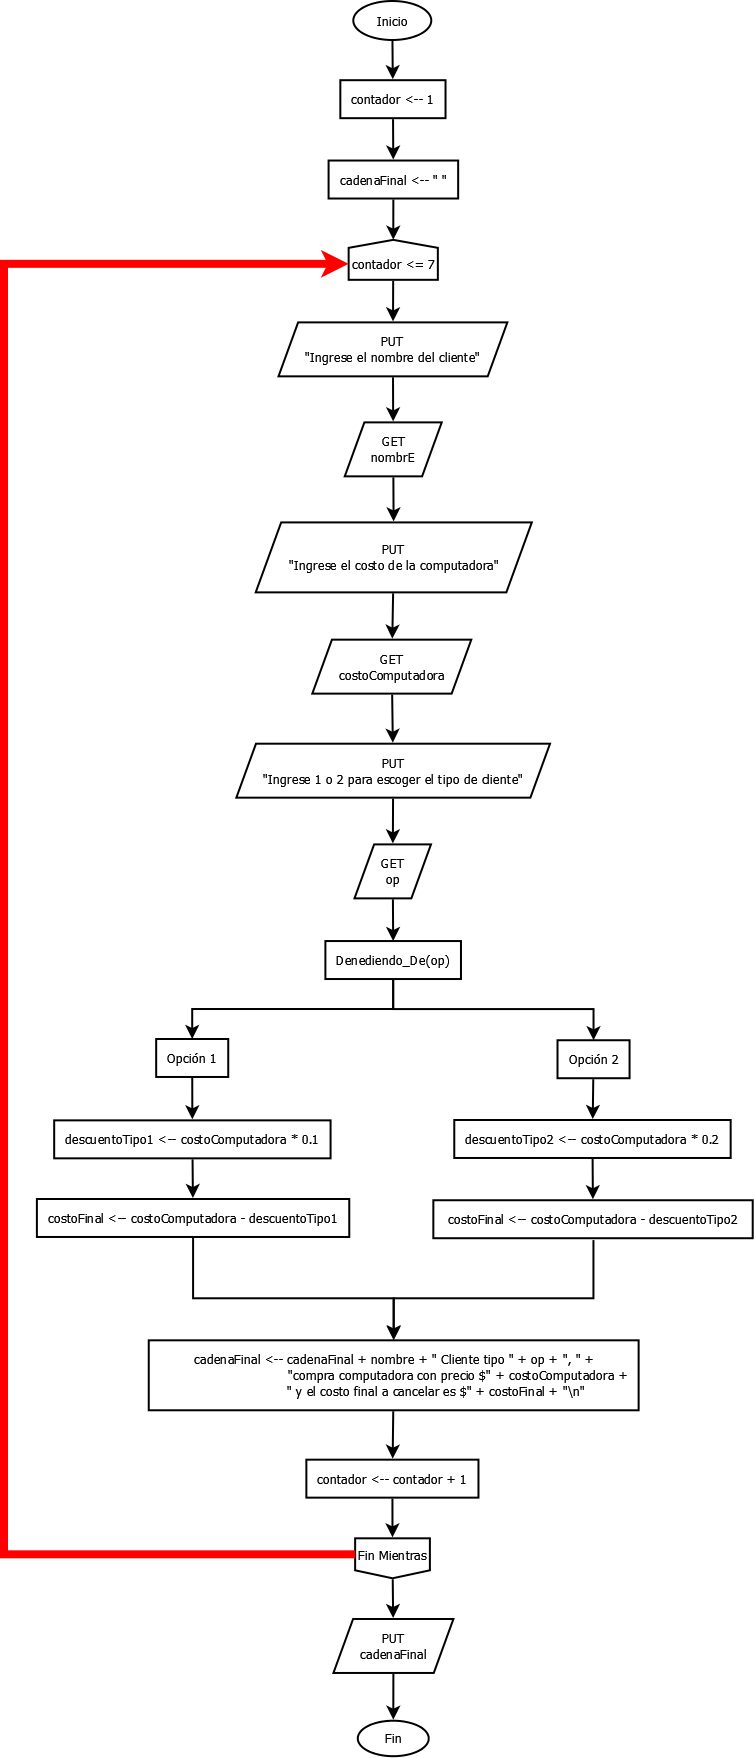 Inicio
contador <-- 1
cadenaFinal <-- " "
contador <= 7
PUT
"Ingrese el nombre del cliente"
GET
nombrE
PUT
"Ingrese el costo de la computadora"
GET
costoComputadora
PUT
"Ingrese 1 o 2 para escoger el tipo de cliente"
GET
op
Denediendo_De(op)
Opción 1
Opción 2
descuentoTipo1 <-- costoComputadora * 0.1
descuentoTipo2 <-- costoComputadora * 0.2
costoFinal <-- costoComputadora - descuentoTipo1
costoFinal <-- costoComputadora - descuentoTipo2
cadenaFinal <-- cadenaFinal + nombre + " Cliente tipo " + op + ", " +
"compra computadora con precio $" + costoComputadora +
" y el costo final a cancelar es $" + costoFinal + "\n"
contador <-- contador + 1
Fin Mientras
PUT
cadenaFinal
Fin